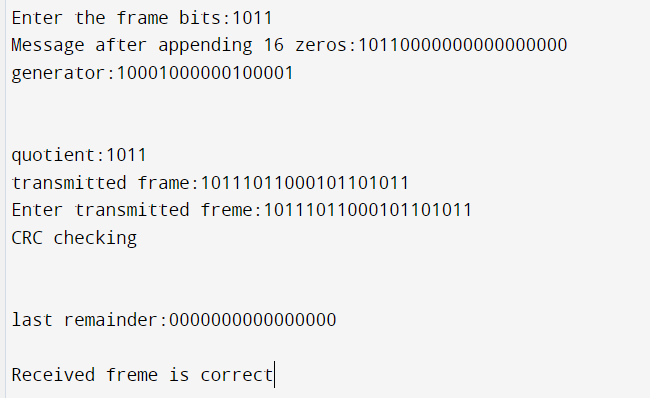 Enter the frame bits:1011
Message after appending 16 zeros:10110000000000000000
generator:10001000000100001
quotient:1011
transmitted frame:10111011000101101011
Enter transmitted freme:10111011000101101011
CRC checking
last remainder:0000000000000000
Received freme is correct